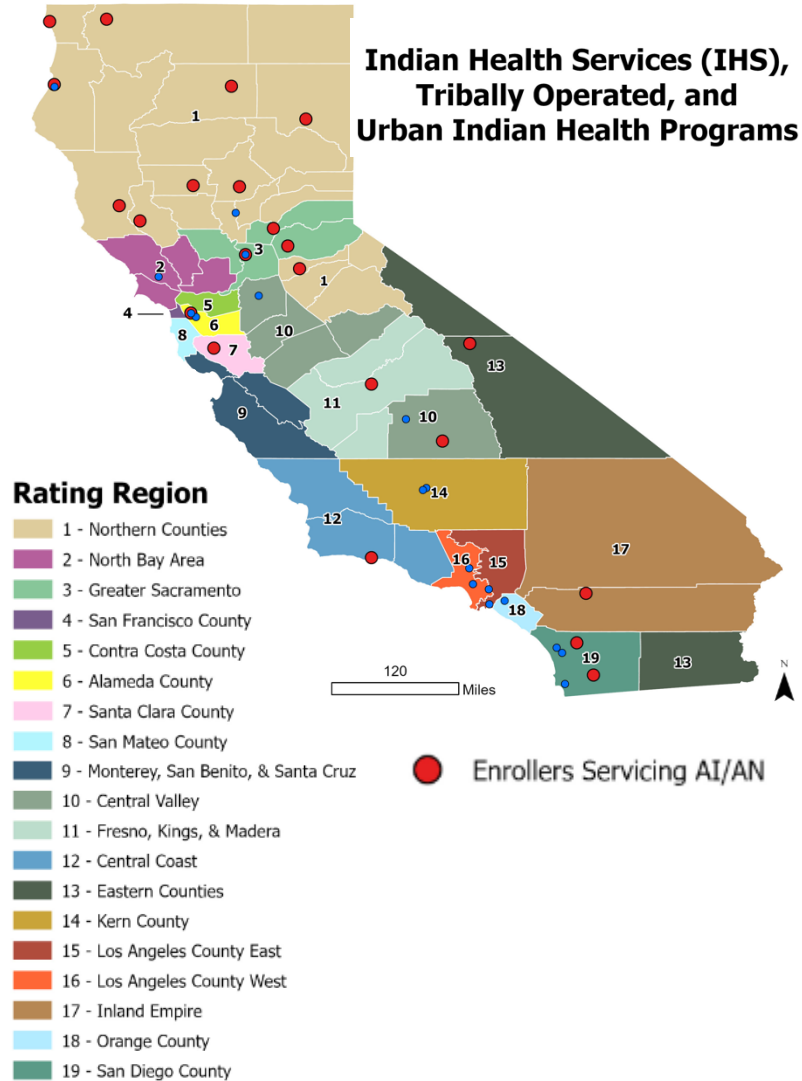 Indian Health Services (IHS),
Tribally Operated, and
Urban Indian Health Programs
1
3
2
1
4
5
6
8
7
10
13
11
9
10
14
12
16
15
17
18
19
13
120
Miles
N
Rating Region
1 - Northern Counties
2 - North Bay Area
3 - Greater Sacramento
4 - San Francisco County
5 - Contra Costa County
6 - Alameda County
7 - Santa Clara County
8 - San Mateo County
9 - Monterey, San Benito, & Santa Cruz
10 - Central Valley
11 - Fresno, Kings, & Madera
12 - Central Coast
13 - Eastern Counties
14 - Kern County
15 - Los Angeles County East
16 - Los Angeles County West
17 - Inland Empire
18 - Orange County
19 - San Diego County
Enrollers Servicing AI/AN